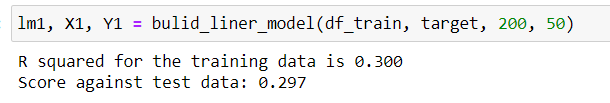 lm1, X1, Y1 = bulid_liner_model(df_train, target, 200, 50)
R squared for the training data is 0.300
Score against test data: 0.297